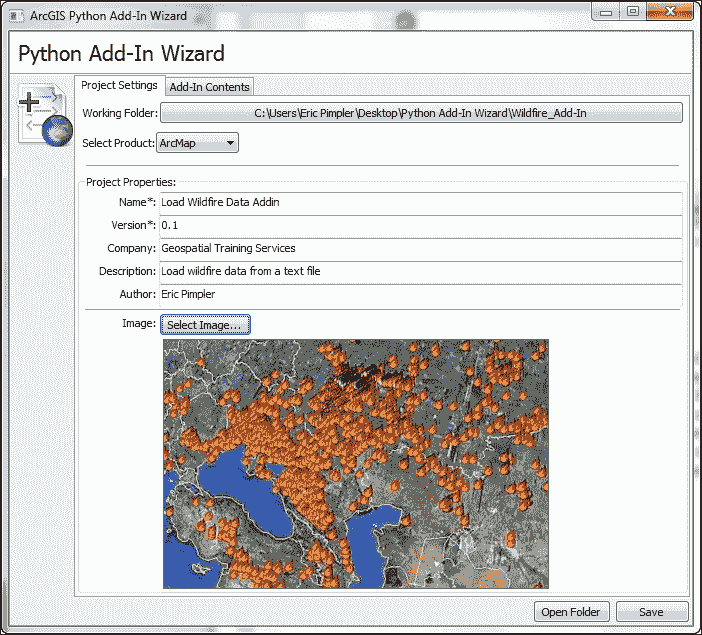 ArcGIS Python Add-In Wizard
Python Add-In Wizard
Project Settings
Add-In Contents
Working Folder: C:\Users\Eric Pimpler\Desktop\Python Add-In Wizard\Wildfire_Add-In
Select Product: ArcMap
Project Properties:
Name*: Load Wildfire Data Addin
Version*: 0.1
Company: Geospatial Training Services
Description: Load wildfire data from a text file
Author: Eric Pimpler
Image: Select Image...
Open Folder
Save